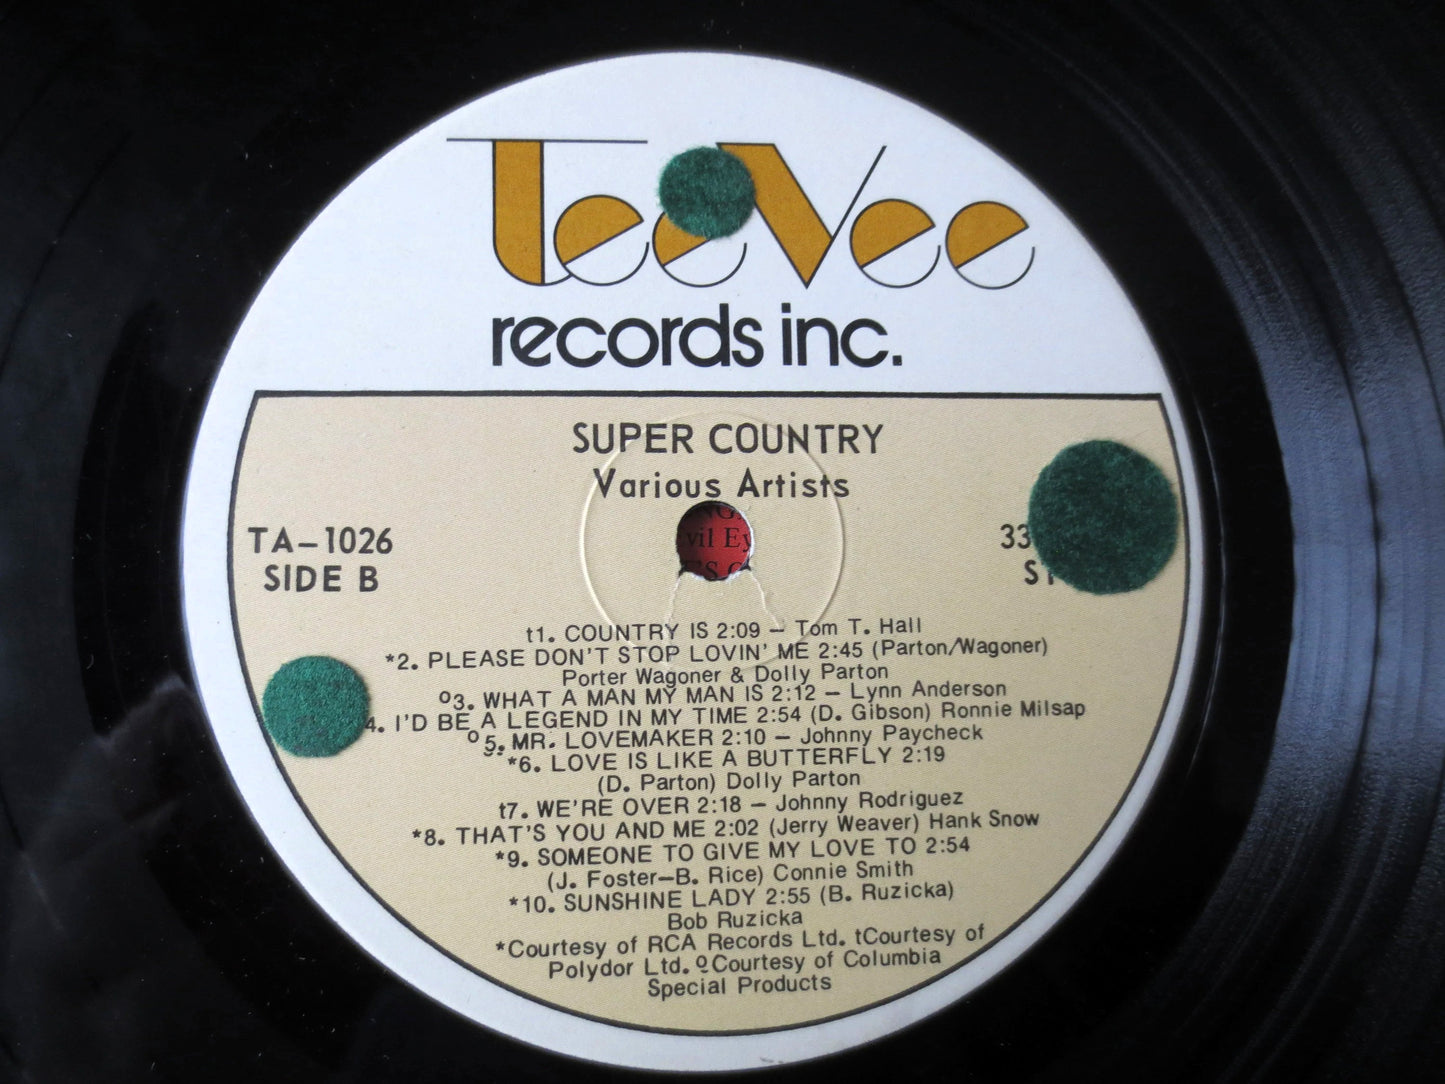 TeeVee
records inc.
SUPER COUNTRY
Various Artists
TA-1026
SIDE B
33
ST
vil Ey
t1. COUNTRY IS 2:09 – Tom T. Hall
*2. PLEASE DON'T STOP LOVIN' ME 2:45 (Parton/Wagoner)
Porter Wagoner & Dolly Parton
o3. WHAT A MAN MY MAN IS 2:12 – Lynn Anderson
4. I'D BE A LEGEND IN MY TIME 2:54 (D. Gibson) Ronnie Milsap
o5. MR. LOVEMAKER 2:10 – Johnny Paycheck
*6. LOVE IS LIKE A BUTTERFLY 2:19
(D. Parton) Dolly Parton
t7. WE'RE OVER 2:18 – Johnny Rodriguez
*8. THAT'S YOU AND ME 2:02 (Jerry Weaver) Hank Snow
*9. SOMEONE TO GIVE MY LOVE TO 2:54
(J. Foster–B. Rice) Connie Smith
*10. SUNSHINE LADY 2:55 (B. Ruzicka)
Bob Ruzicka
*Courtesy of RCA Records Ltd. tCourtesy of
Polydor Ltd. oCourtesy of Columbia
Special Products